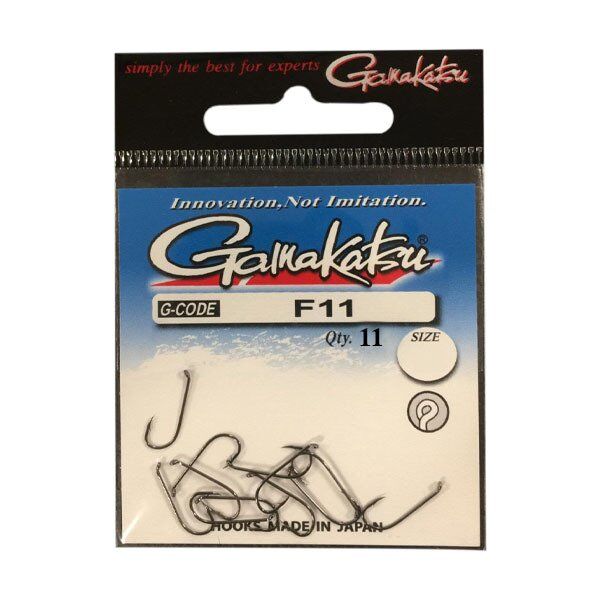 simply the best for experts Gamakatsu
Innovation, Not Imitation.
Gamakatsu®
G-CODE F11
Qty. 11 SIZE
HOOKS MADE IN JAPAN